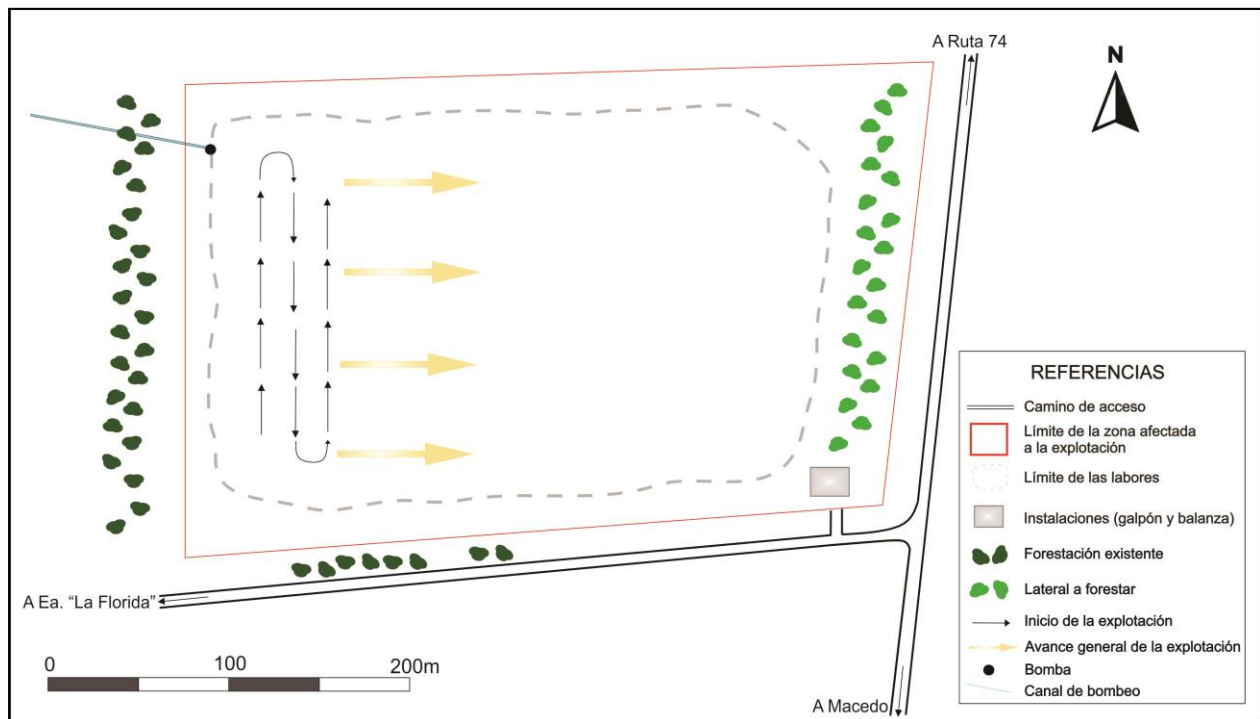 A Ruta 74
N
REFERENCIAS
Camino de acceso
Límite de la zona afectada
a la explotación
Límite de las labores
Instalaciones (galpón y balanza)
Forestación existente
Lateral a forestar
Inicio de la explotación
Avance general de la explotación
Bomba
Canal de bombeo
A Ea. “La Florida”
0 100 200m
A Macedo